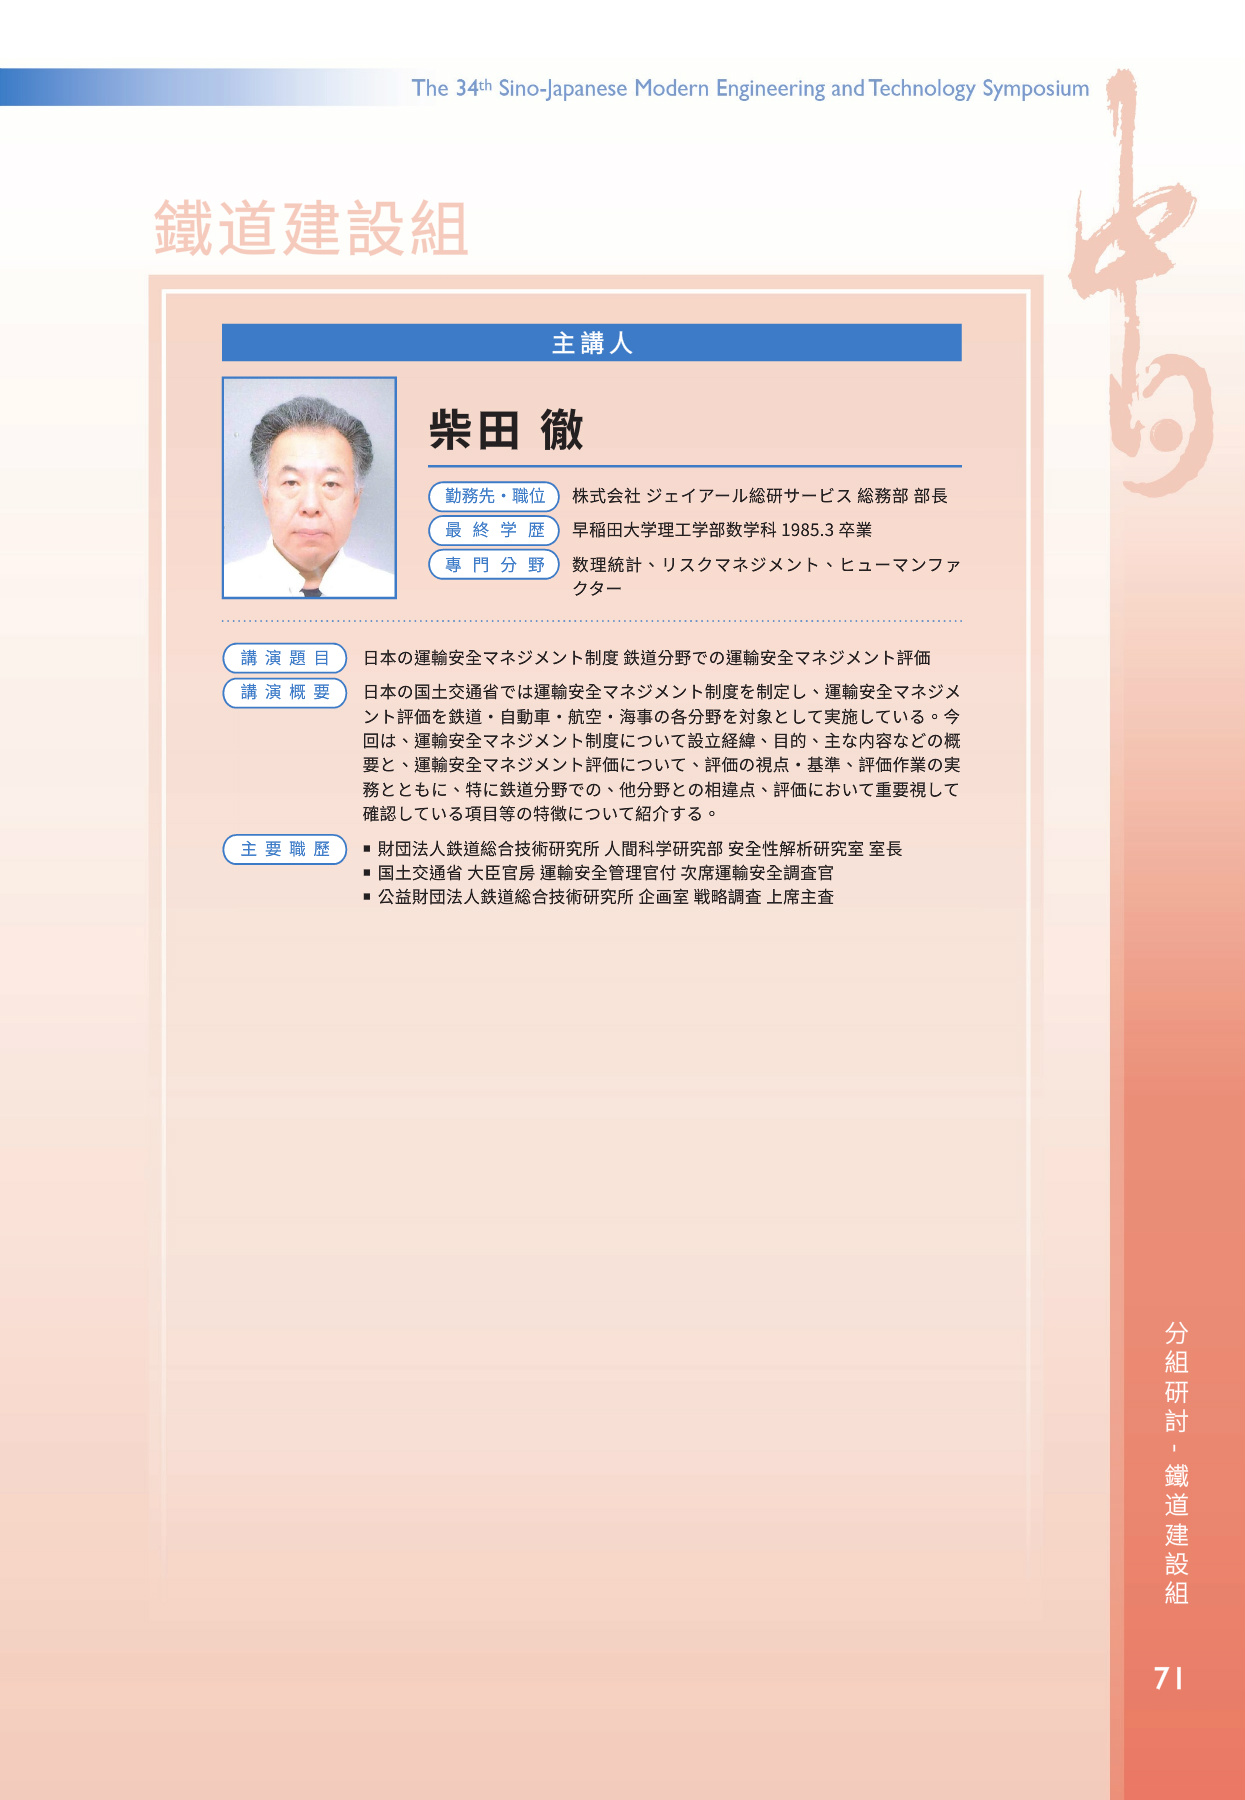 The 34th Sino-Japanese Modern Engineering and Technology Symposium
中日
鐵道建設組
主講人
柴田 徹
勤務先・職位 株式会社 ジェイアール総研サービス 総務部 部長
最終学歴 早稲田大学理工学部数学科 1985.3 卒業
專門分野 数理統計、リスクマネジメント、ヒューマンファ
クター
講演題目 日本の運輸安全マネジメント制度 鉄道分野での運輸安全マネジメント評価
講演概要 日本の国土交通省では運輸安全マネジメント制度を制定し、運輸安全マネジメ
ント評価を鉄道・自動車・航空・海事の各分野を対象として実施している。今
回は、運輸安全マネジメント制度について設立経緯、目的、主な内容などの概
要と、運輸安全マネジメント評価について、評価の視点・基準、評価作業の実
務とともに、特に鉄道分野での、他分野との相違点、評価において重要視して
確認している項目等の特徴について紹介する。
主要職歷 ▪ 財団法人鉄道総合技術研究所 人間科学研究部 安全性解析研究室 室長
▪ 国土交通省 大臣官房 運輸安全管理官付 次席運輸安全調査官
▪ 公益財団法人鉄道総合技術研究所 企画室 戦略調査 上席主査
分組研討-鐵道建設組
71